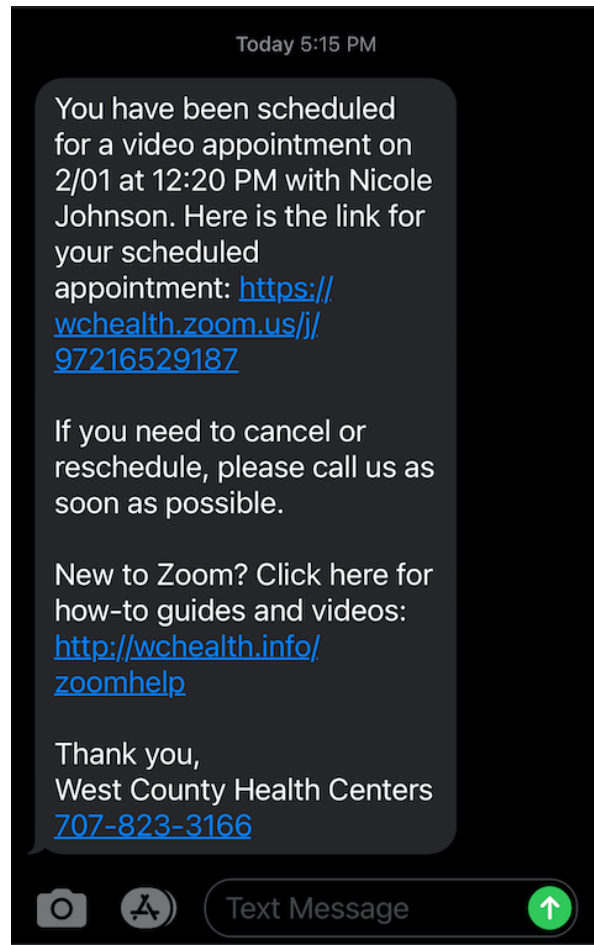 Today 5:15 PM
You have been scheduled
for a video appointment on
2/01 at 12:20 PM with Nicole
Johnson. Here is the link for
your scheduled
appointment: https://
wchealth.zoom.us/j/
97216529187
If you need to cancel or
reschedule, please call us as
soon as possible.
New to Zoom? Click here for
how-to guides and videos:
http://wchealth.info/
zoomhelp
Thank you,
West County Health Centers
707-823-3166
Text Message